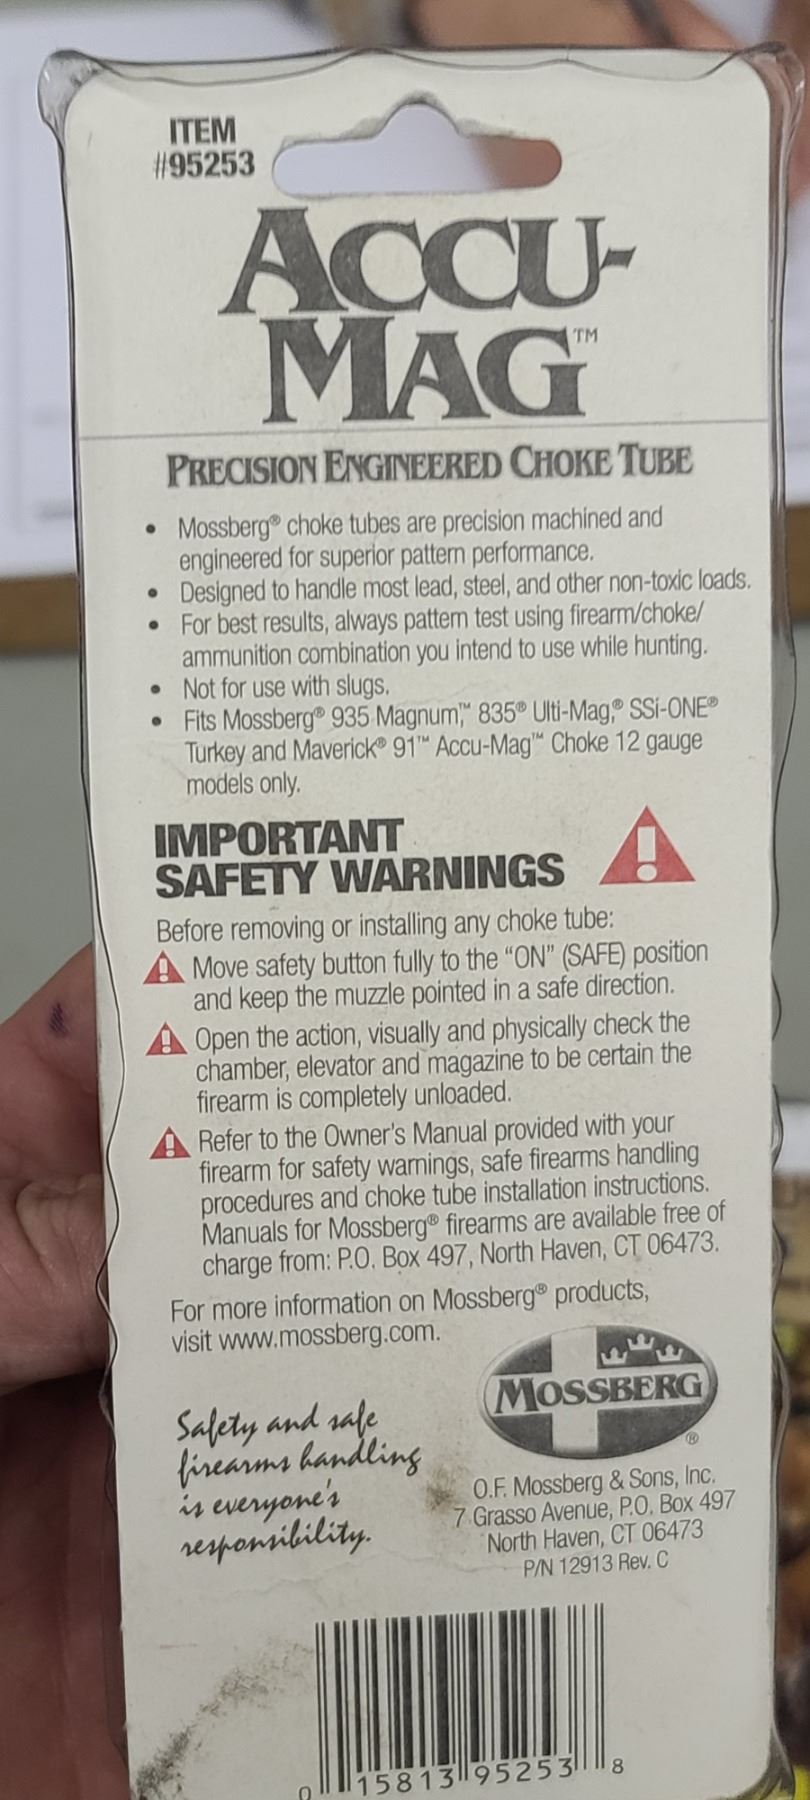 ITEM
#95253
ACCU-
MAG™
PRECISION ENGINEERED CHOKE TUBE
• Mossberg® choke tubes are precision machined and
engineered for superior pattern performance.
• Designed to handle most lead, steel, and other non-toxic loads.
• For best results, always pattern test using firearm/choke/
ammunition combination you intend to use while hunting.
• Not for use with slugs.
• Fits Mossberg® 935 Magnum,™ 835® Ulti-Mag,® SSi-ONE®
Turkey and Maverick® 91™ Accu-Mag™ Choke 12 gauge
models only.
IMPORTANT
SAFETY WARNINGS
Before removing or installing any choke tube:
Move safety button fully to the “ON” (SAFE) position
and keep the muzzle pointed in a safe direction.
Open the action, visually and physically check the
chamber, elevator and magazine to be certain the
firearm is completely unloaded.
Refer to the Owner's Manual provided with your
firearm for safety warnings, safe firearms handling
procedures and choke tube installation instructions.
Manuals for Mossberg® firearms are available free of
charge from: P.O. Box 497, North Haven, CT 06473.
For more information on Mossberg® products,
visit www.mossberg.com.
MOSSBERG®
Safety and safe
firearms handling
is everyone's
responsibility.
O.F. Mossberg & Sons, Inc.
7 Grasso Avenue, P.O. Box 497
North Haven, CT 06473
P/N 12913 Rev. C
0 15813 95253 8